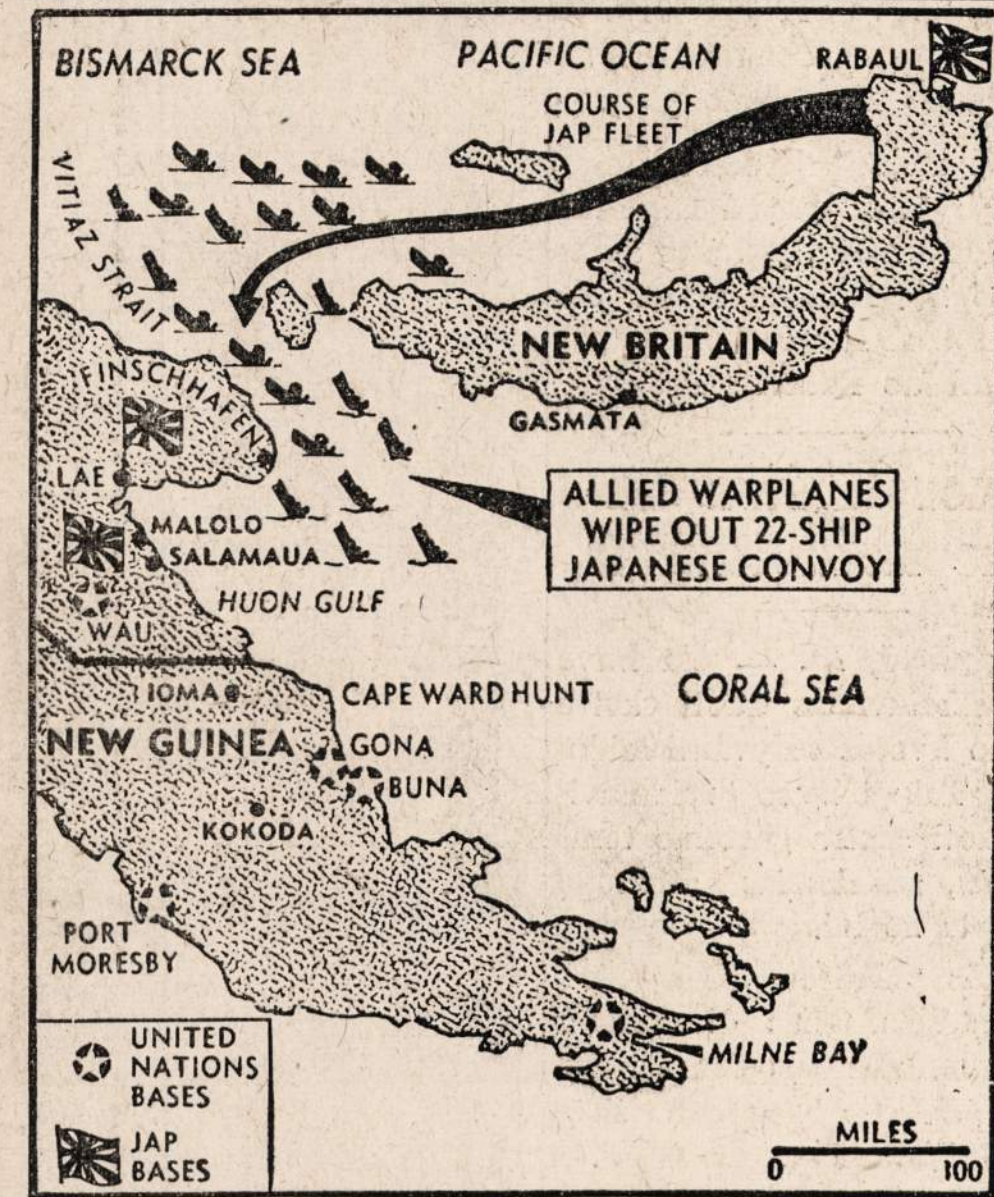 BISMARCK SEA
PACIFIC OCEAN
RABAUL
COURSE OF
JAP FLEET
VITIAZ STRAIT
NEW BRITAIN
FINSCHHAFEN
GASMATA
LAE
ALLIED WARPLANES
WIPE OUT 22-SHIP
JAPANESE CONVOY
MALOLO
SALAMAUA
HUON GULF
WAU
IOMA
CAPE WARD HUNT
CORAL SEA
NEW GUINEA
GONA
BUNA
KOKODA
PORT
MORESBY
MILNE BAY
UNITED
NATIONS
BASES
JAP
BASES
MILES
0 100